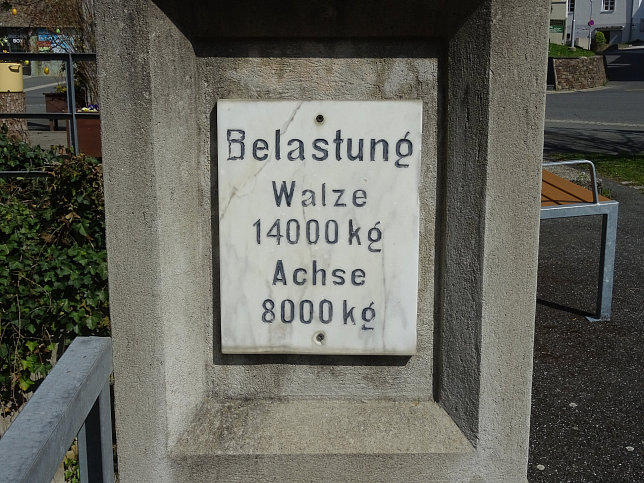 Belastung
Walze
14000 kg
Achse
8000 kg